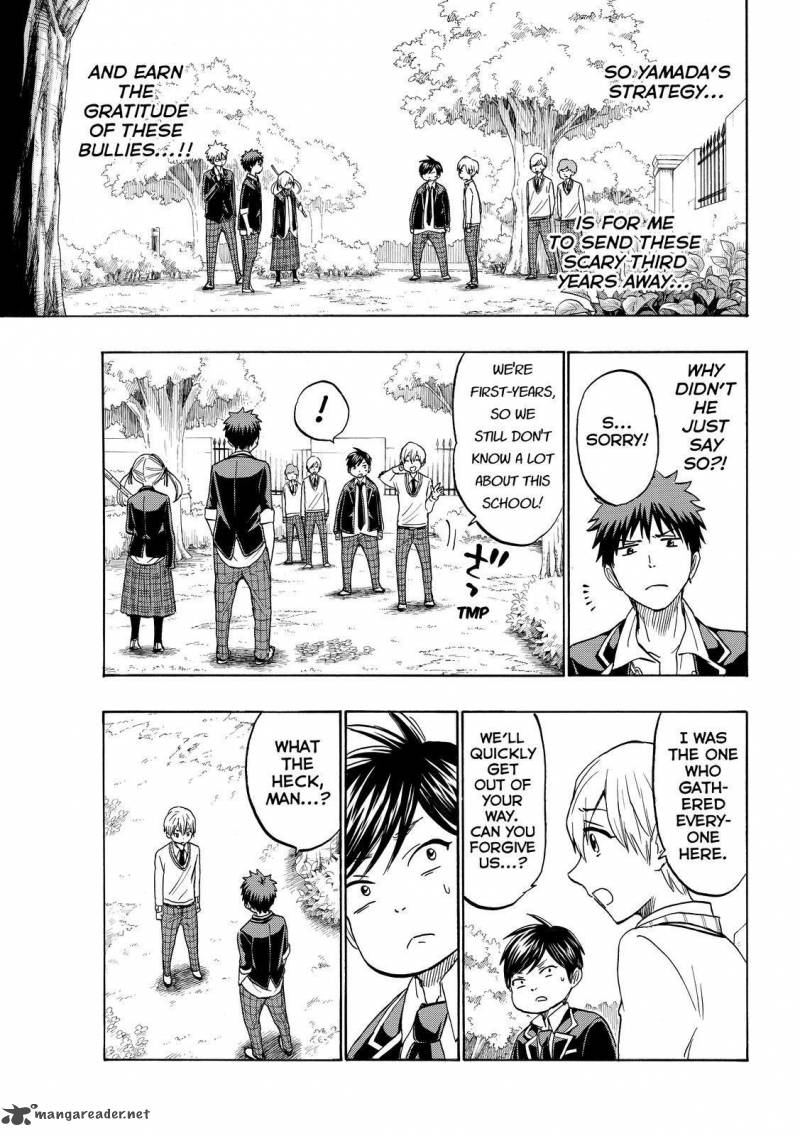 SO YAMADA'S
STRATEGY...
IS FOR ME
TO SEND THESE
SCARY THIRD
YEARS AWAY...
AND EARN
THE
GRATITUDE
OF THESE
BULLIES...!!
WHY
DIDN'T
HE
JUST
SAY
SO?!
S...
SORRY!
WE'RE
FIRST-YEARS,
SO WE
STILL DON'T
KNOW A LOT
ABOUT THIS
SCHOOL!
!
ざっ
TMP
I WAS
THE ONE
WHO
GATH-
ERED
EVERY-
ONE
HERE.
WE'LL
QUICKLY
GET
OUT OF
YOUR
WAY.
CAN YOU
FORGIVE
US...?
WHAT
THE
HECK,
MAN...?
mangareader.net